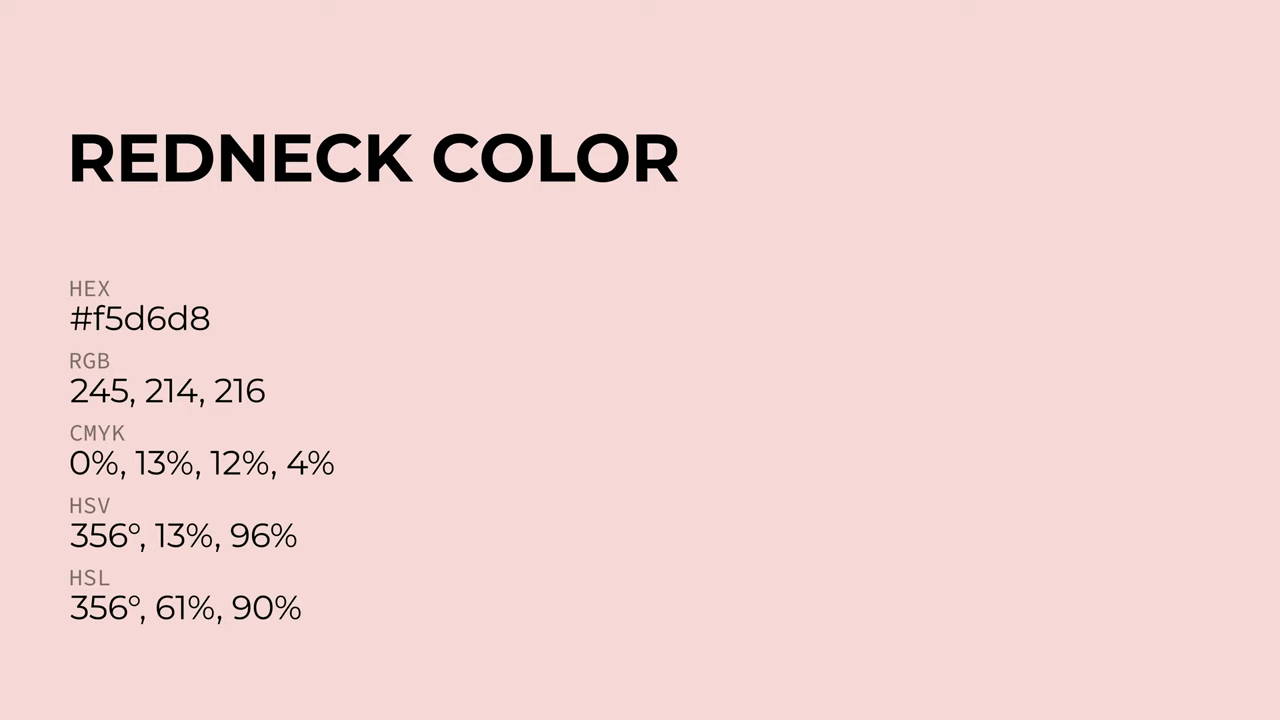 REDNECK COLOR
HEX
#f5d6d8
RGB
245, 214, 216
CMYK
0%, 13%, 12%, 4%
HSV
356°, 13%, 96%
HSL
356°, 61%, 90%